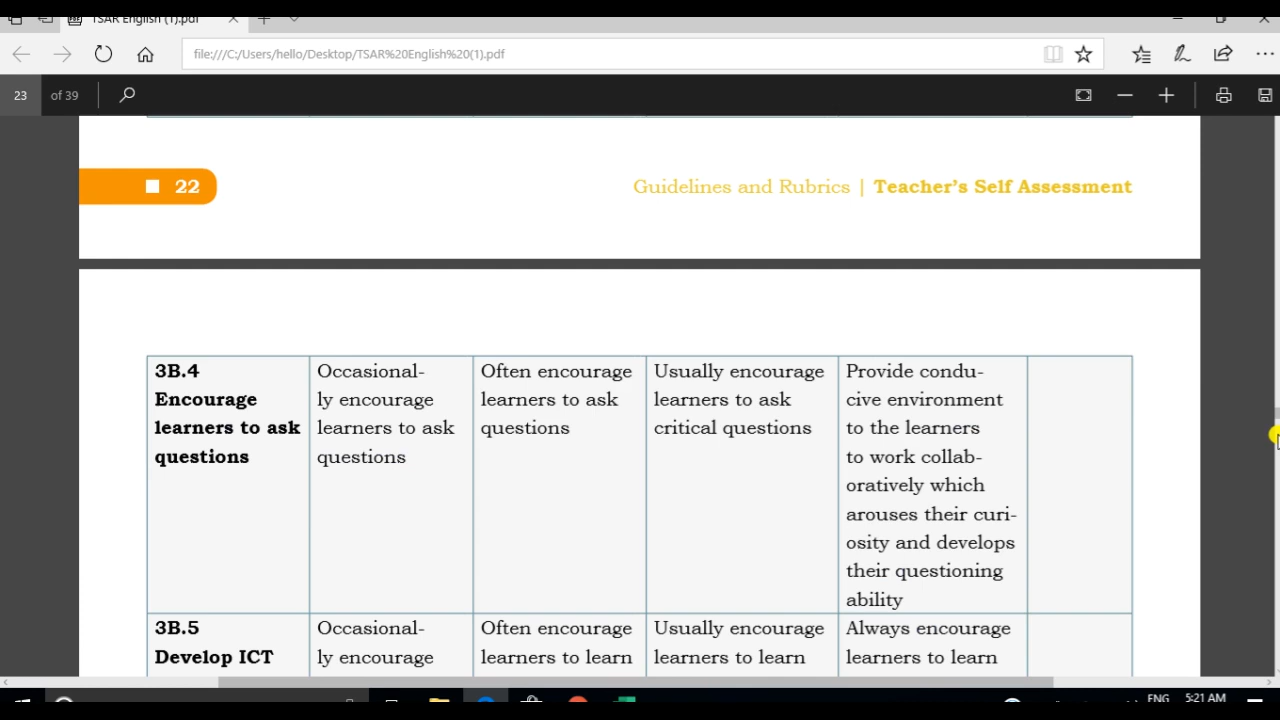 TSAR English (1).pdf
file:///C:/Users/hello/Desktop/TSAR%20English%20(1).pdf
23 of 39
22
Guidelines and Rubrics | Teacher's Self Assessment
3B.4
Encourage
learners to ask
questions
Occasional-
ly encourage
learners to ask
questions
Often encourage
learners to ask
questions
Usually encourage
learners to ask
critical questions
Provide condu-
cive environment
to the learners
to work collab-
oratively which
arouses their curi-
osity and develops
their questioning
ability
3B.5
Develop ICT
Occasional-
ly encourage
Often encourage
learners to learn
Usually encourage
learners to learn
Always encourage
learners to learn
ENG
5:21 AM